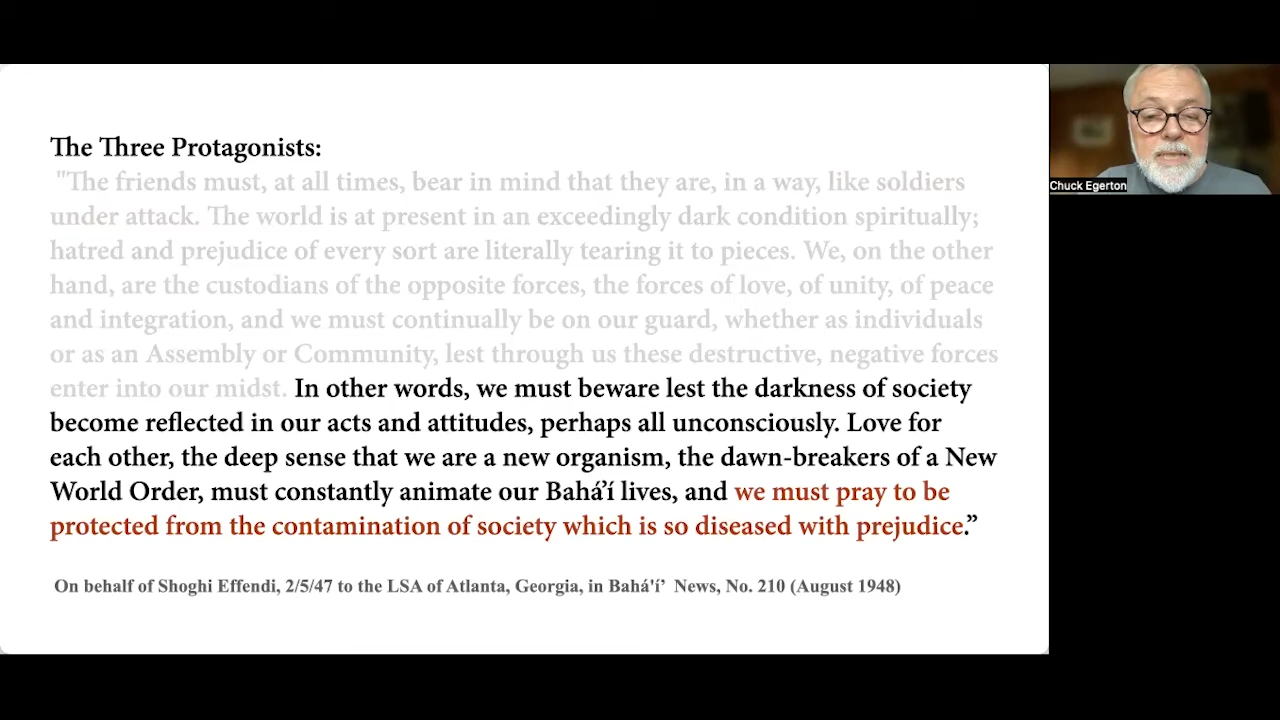 The Three Protagonists:
"The friends must, at all times, bear in mind that they are, in a way, like soldiers
under attack. The world is at present in an exceedingly dark condition spiritually;
hatred and prejudice of every sort are literally tearing it to pieces. We, on the other
hand, are the custodians of the opposite forces, the forces of love, of unity, of peace
and integration, and we must continually be on our guard, whether as individuals
or as an Assembly or Community, lest through us these destructive, negative forces
enter into our midst. In other words, we must beware lest the darkness of society
become reflected in our acts and attitudes, perhaps all unconsciously. Love for
each other, the deep sense that we are a new organism, the dawn-breakers of a New
World Order, must constantly animate our Bahá’í lives, and we must pray to be
protected from the contamination of society which is so diseased with prejudice.”
On behalf of Shoghi Effendi, 2/5/47 to the LSA of Atlanta, Georgia, in Bahá'í’ News, No. 210 (August 1948)
Chuck Egerton